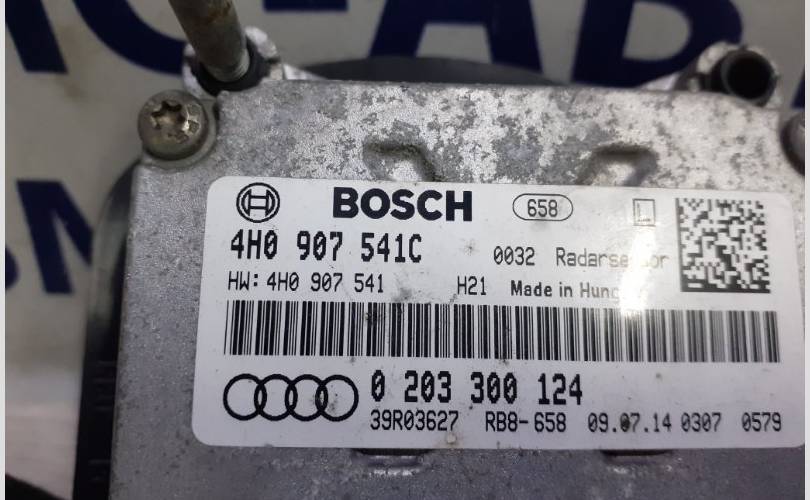 BOSCH 658 L
4H0 907 541C 0032 Radarsensor
HW: 4H0 907 541 H21 Made in
0 203 300 124
39R03627 RB8-658 09.07.14 0307 0579